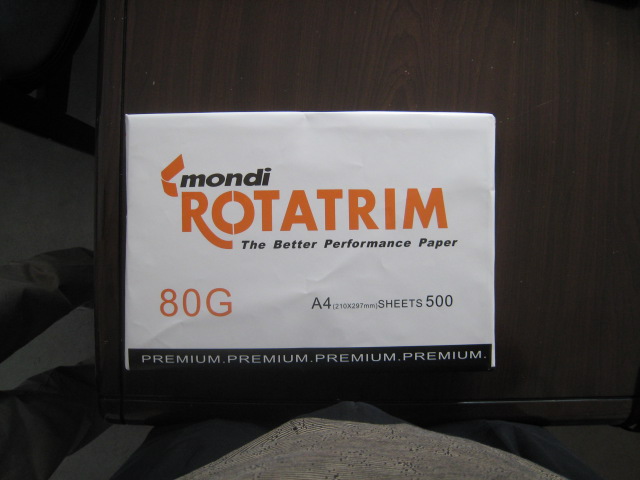 mondi
ROTATRIM
The Better Performance Paper
80G
A4(210X297mm)SHEETS 500
PREMIUM.PREMIUM.PREMIUM.PREMIUM.